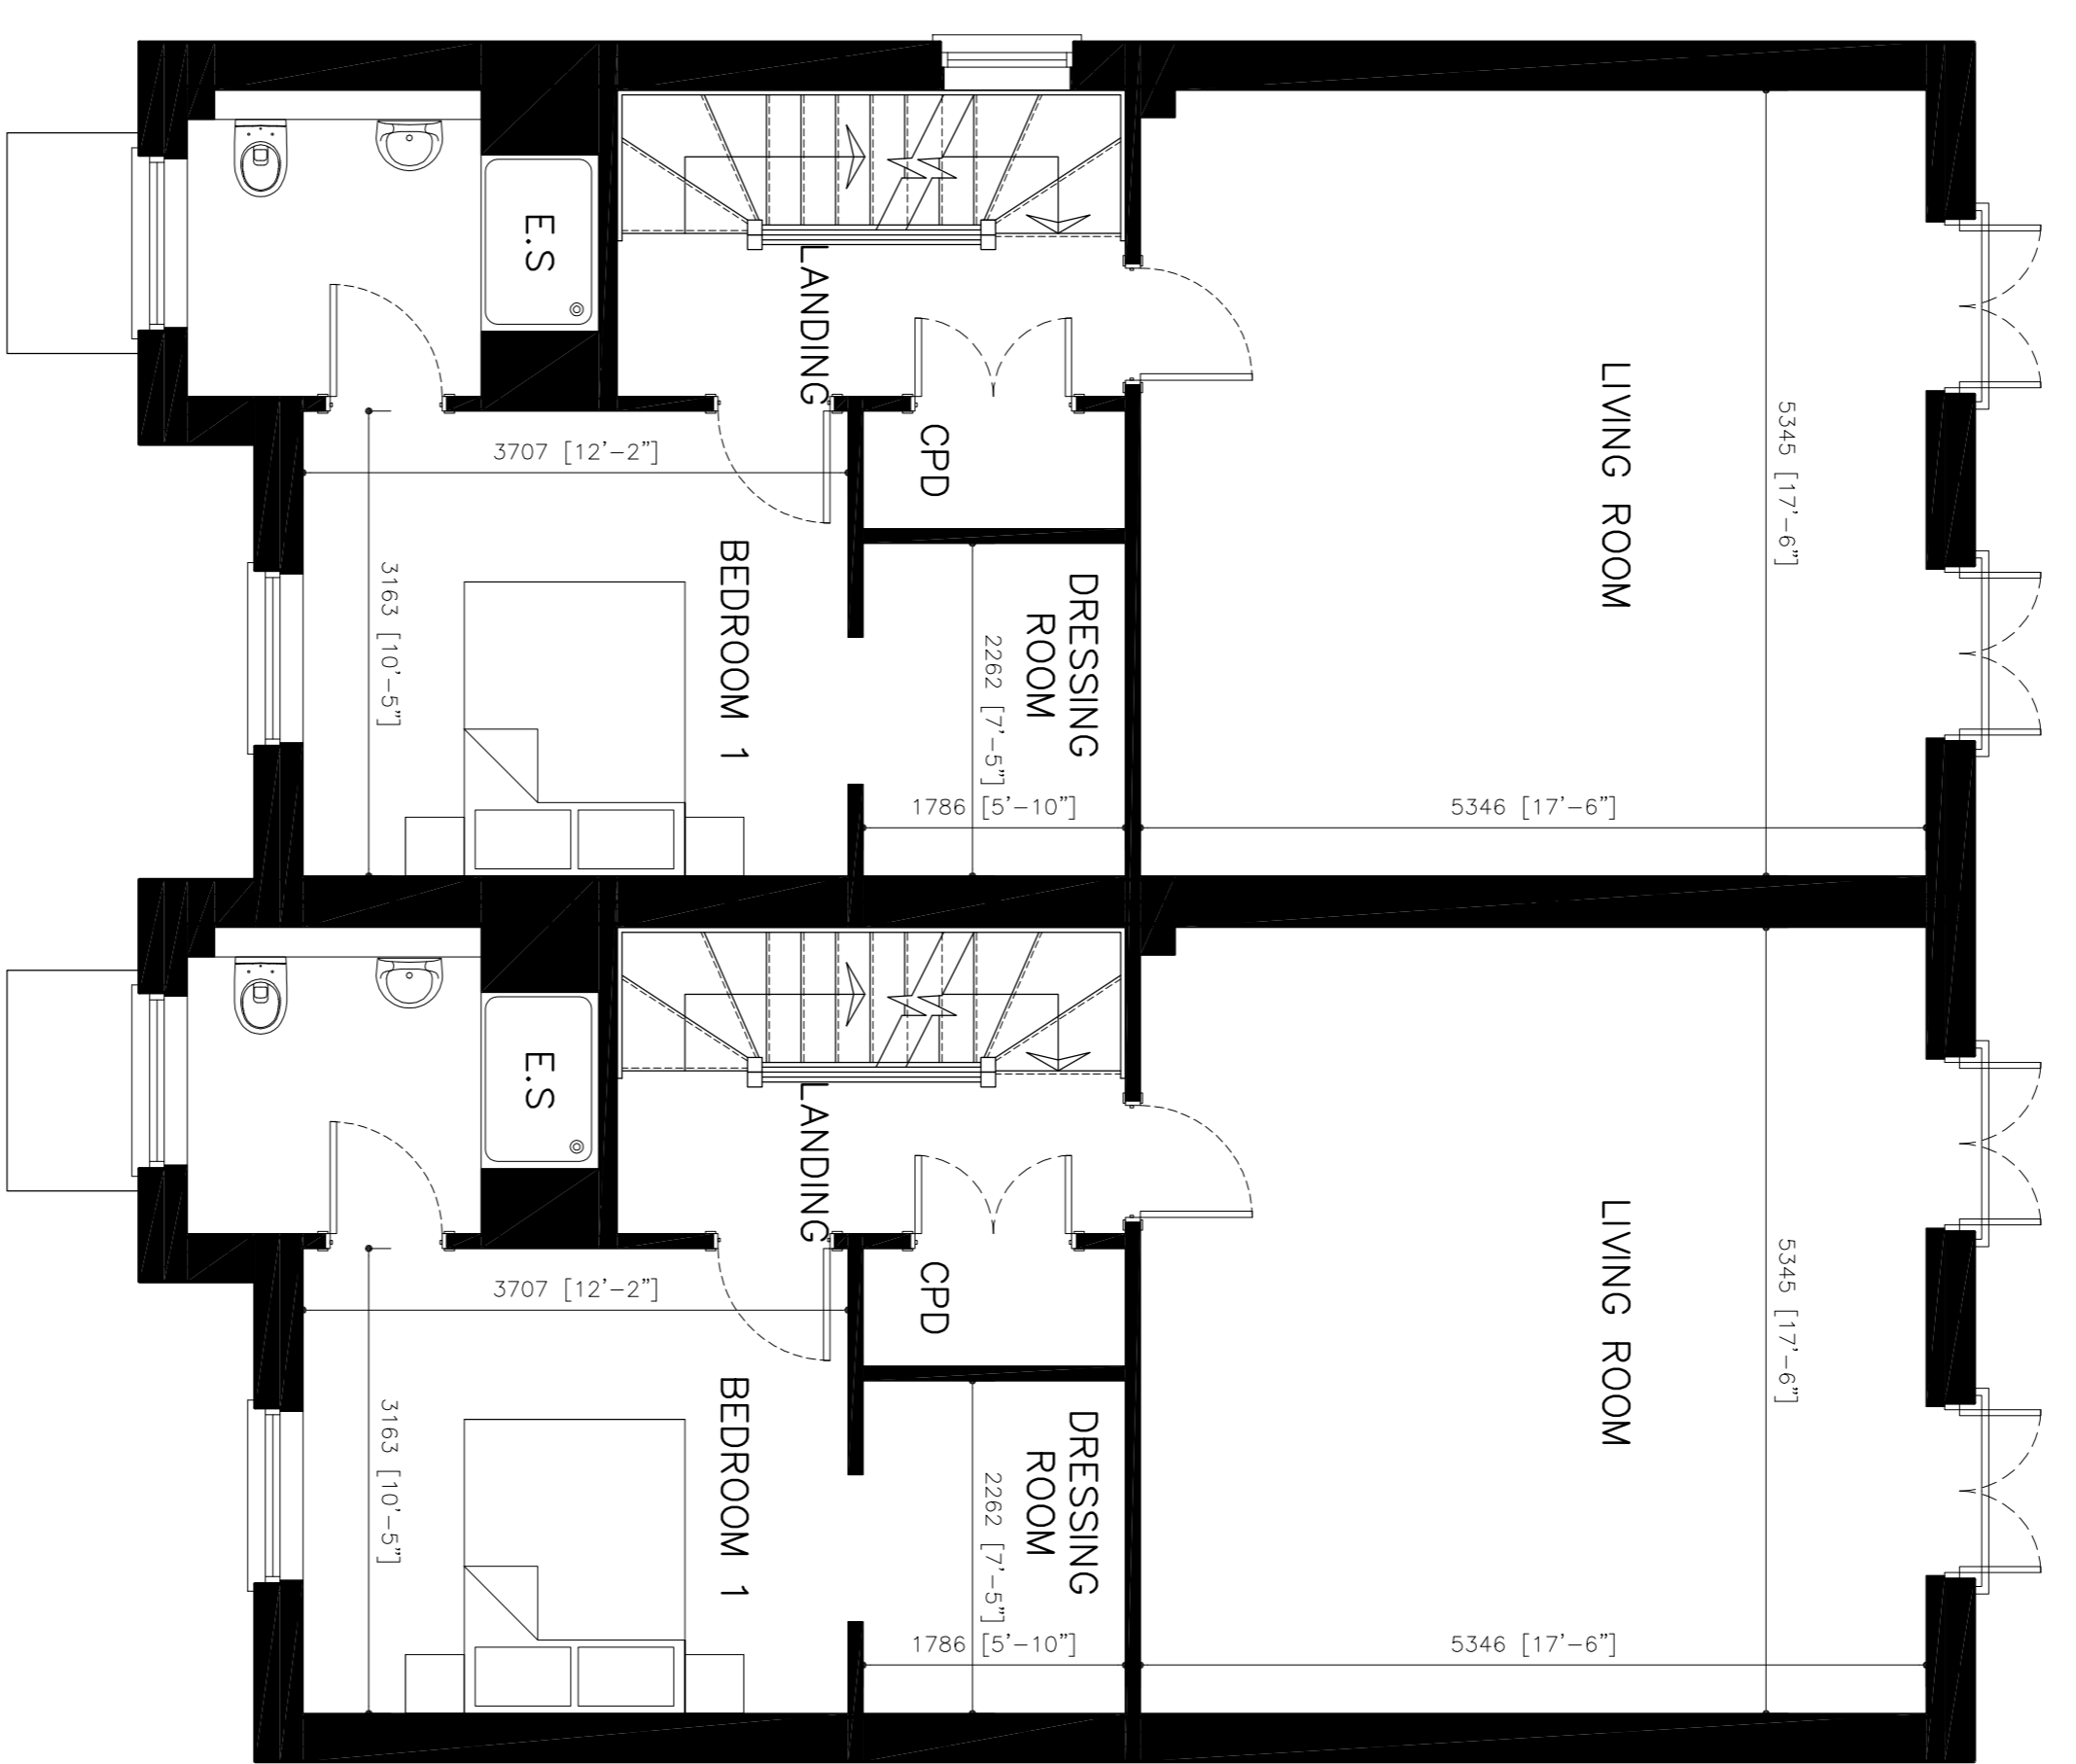 E.S
LANDING
CPD
3707 [12'-2"]
3163 [10'-5"]
BEDROOM 1
DRESSING
ROOM
2262 [7'-5"]
1786 [5'-10"]
LIVING ROOM
5345 [17'-6"]
5346 [17'-6"]
E.S
LANDING
CPD
3707 [12'-2"]
3163 [10'-5"]
BEDROOM 1
DRESSING
ROOM
2262 [7'-5"]
1786 [5'-10"]
LIVING ROOM
5345 [17'-6"]
5346 [17'-6"]